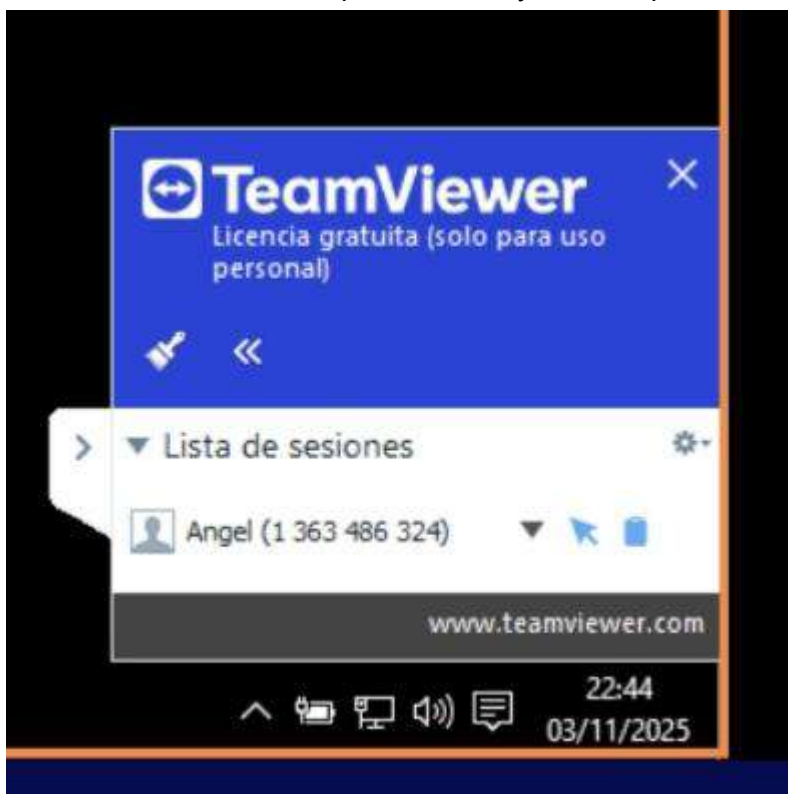 TeamViewer
Licencia gratuita (solo para uso
personal)
Lista de sesiones
Angel (1 363 486 324)
www.teamviewer.com
22:44
03/11/2025